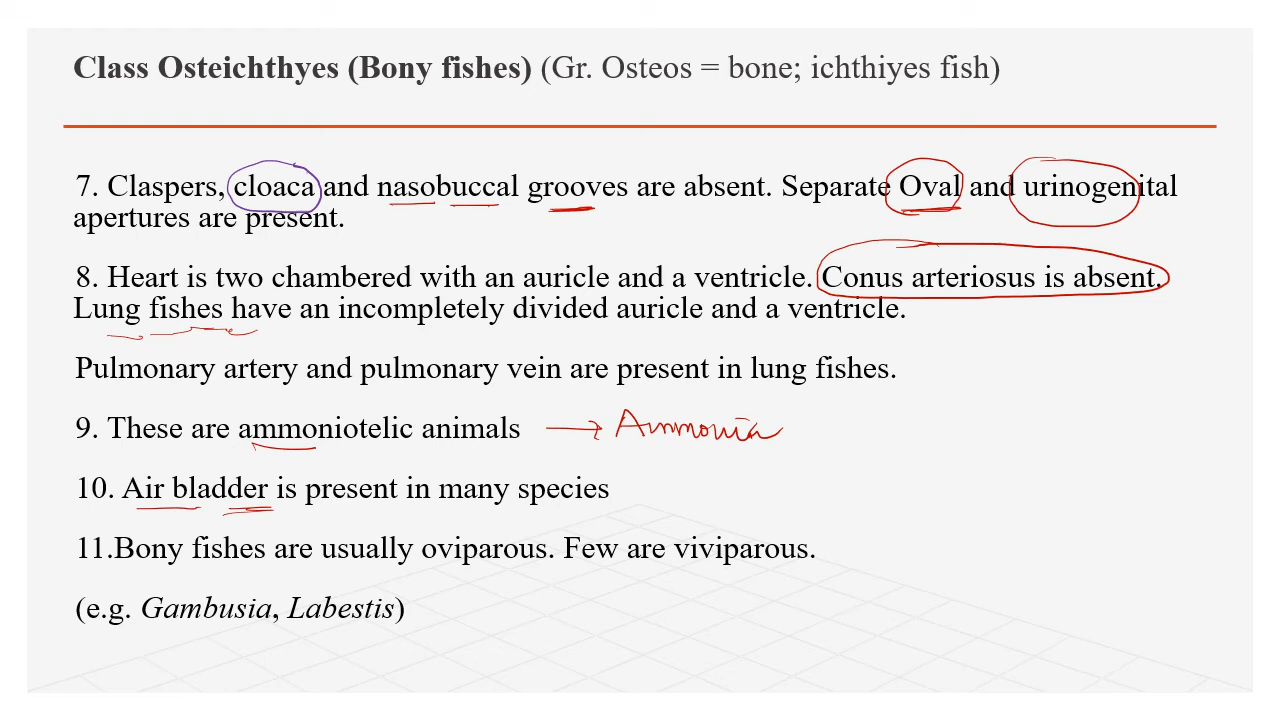 Class Osteichthyes (Bony fishes) (Gr. Osteos = bone; ichthiyes fish)
7. Claspers, cloaca and nasobuccal grooves are absent. Separate Oval and urinogenital
apertures are present.
8. Heart is two chambered with an auricle and a ventricle. Conus arteriosus is absent.
Lung fishes have an incompletely divided auricle and a ventricle.
Pulmonary artery and pulmonary vein are present in lung fishes.
9. These are ammoniotelic animals → Ammonia
10. Air bladder is present in many species
11.Bony fishes are usually oviparous. Few are viviparous.
(e.g. Gambusia, Labestis)